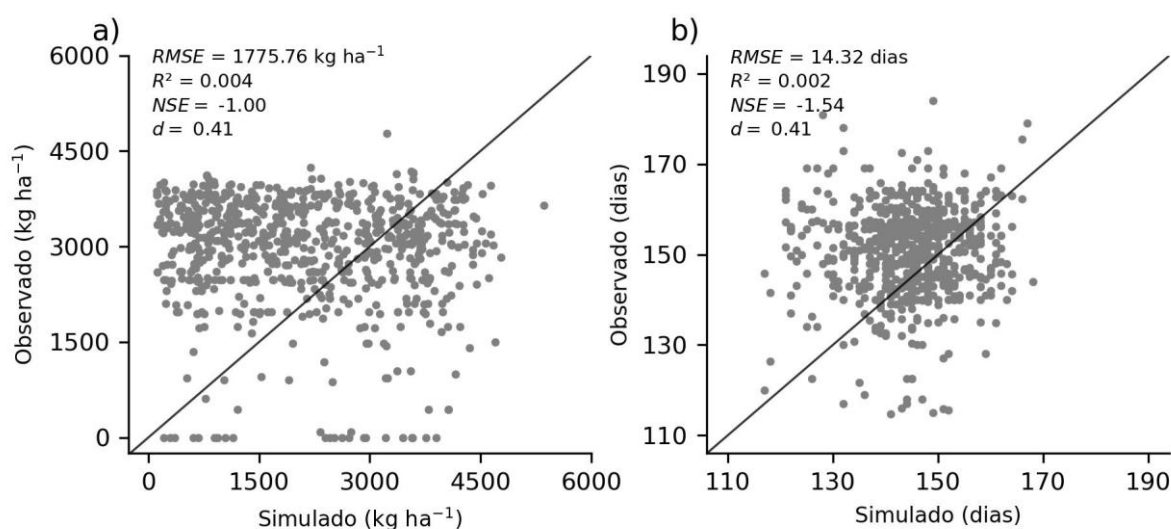 a)
RMSE = 1775.76 kg ha⁻¹
R² = 0.004
NSE = -1.00
d = 0.41
6000
4500
3000
1500
0
Observado (kg ha⁻¹)
0 1500 3000 4500 6000
Simulado (kg ha⁻¹)
b)
RMSE = 14.32 dias
R² = 0.002
NSE = -1.54
d = 0.41
190
170
150
130
110
Observado (dias)
110 130 150 170 190
Simulado (dias)